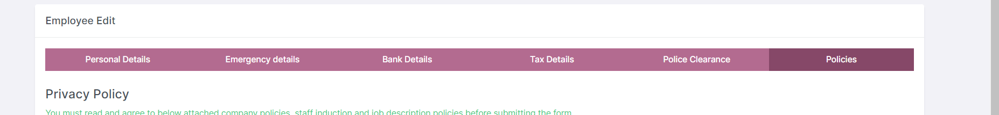 Employee Edit
Personal Details Emergency details Bank Details Tax Details Police Clearance Policies
Privacy Policy
You must read and agree to below attached company policies, staff induction and job description policies before submitting the form